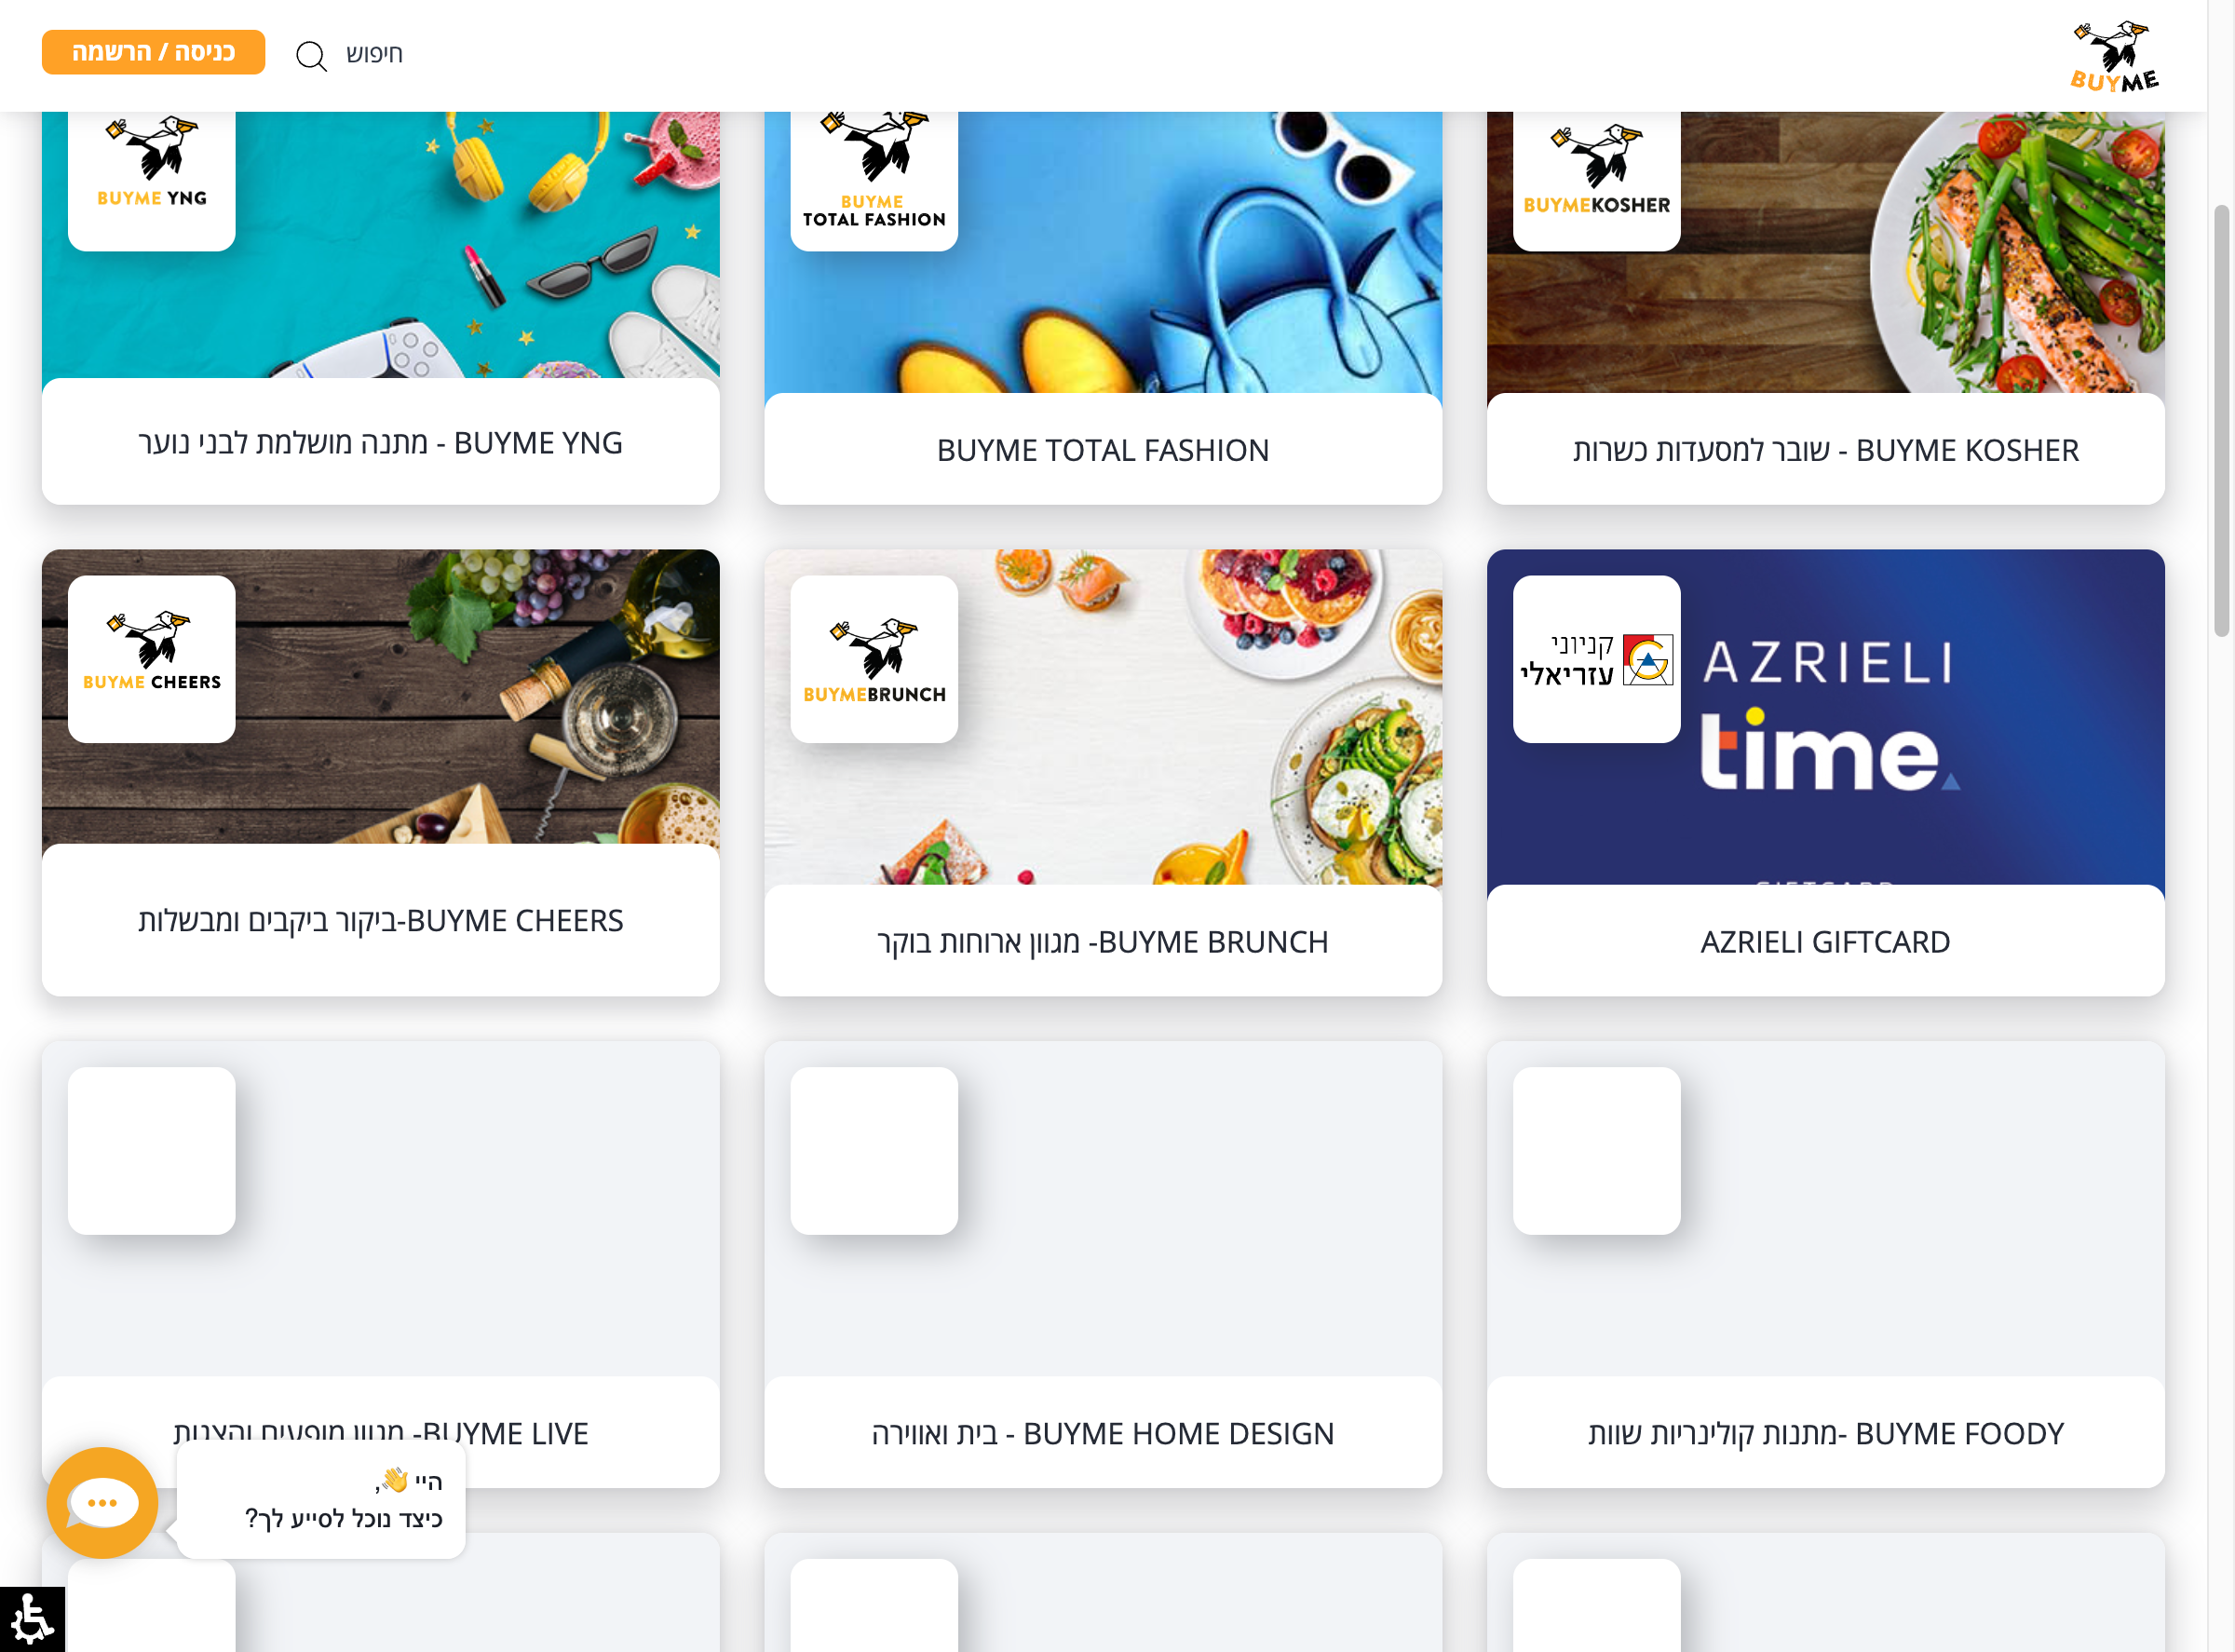 BUYME
חיפוש
כניסה / הרשמה
BUYMEKOSHER
BUYME KOSHER - שובר למסעדות כשרות
BUYME
TOTAL FASHION
BUYME TOTAL FASHION
BUYME YNG
BUYME YNG - מתנה מושלמת לבני נוער
קניוני
עזריאלי
AZRIELI
time
AZRIELI GIFTCARD
BUYMEBRUNCH
BUYME BRUNCH- מגוון ארוחות בוקר
BUYME CHEERS
BUYME CHEERS-ביקור ביקבים ומבשלות
BUYME FOODY -מתנות קולינריות שוות
BUYME HOME DESIGN - בית ואווירה
BUYME LIVE- מגוון מופעים והצגות
היי 👋,
כיצד נוכל לסייע לך?